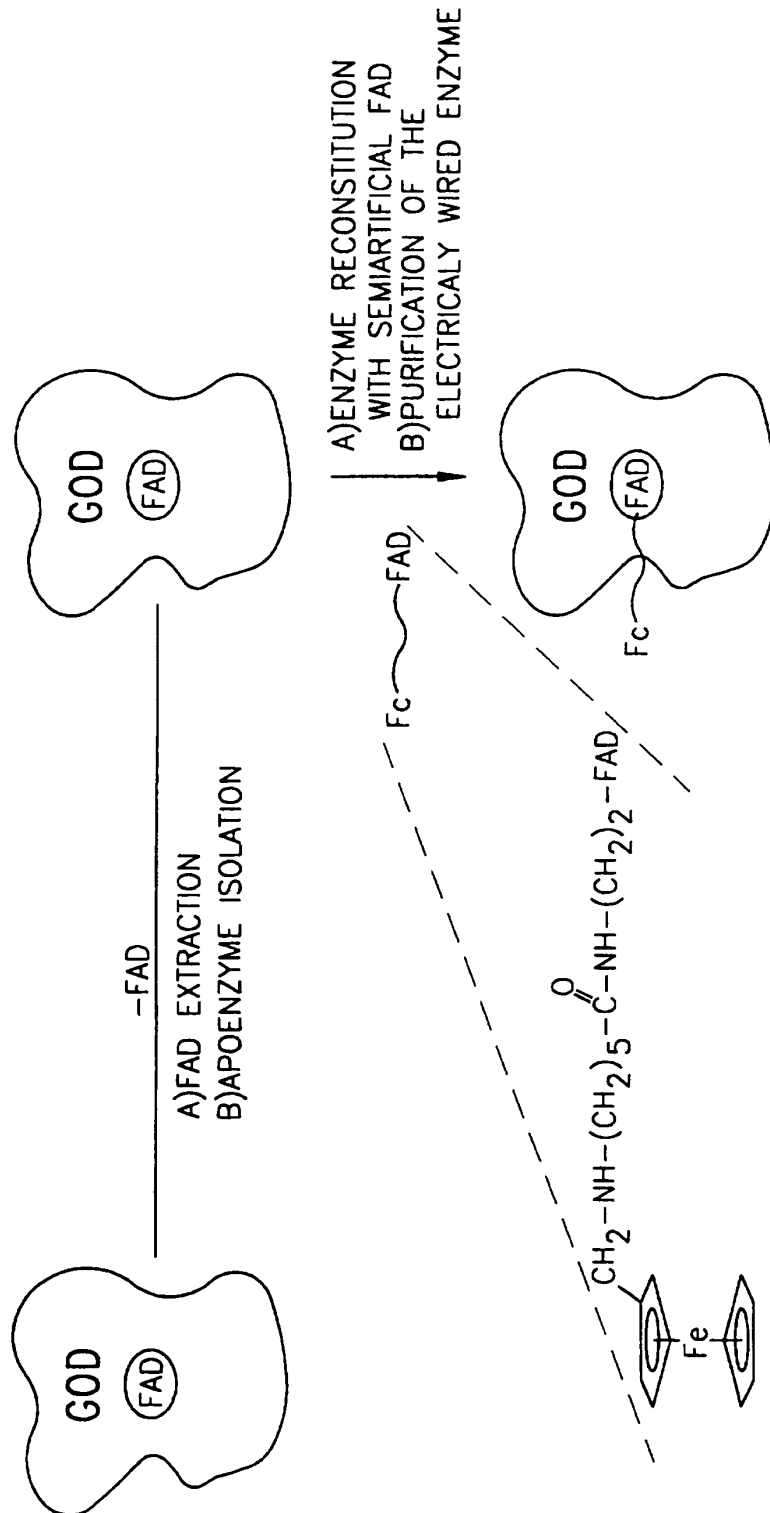 GOD
FAD
-FAD
A)FAD EXTRACTION
B)APOENZYME ISOLATION
GOD
FAD
A)ENZYME RECONSTITUTION
WITH SEMIARTIFICIAL FAD
B)PURIFICATION OF THE
ELECTRICALY WIRED ENZYME
Fc FAD
GOD
FAD
Fc
CH2-NH-(CH2)5-C-NH-(CH2)2-FAD
O
Fe